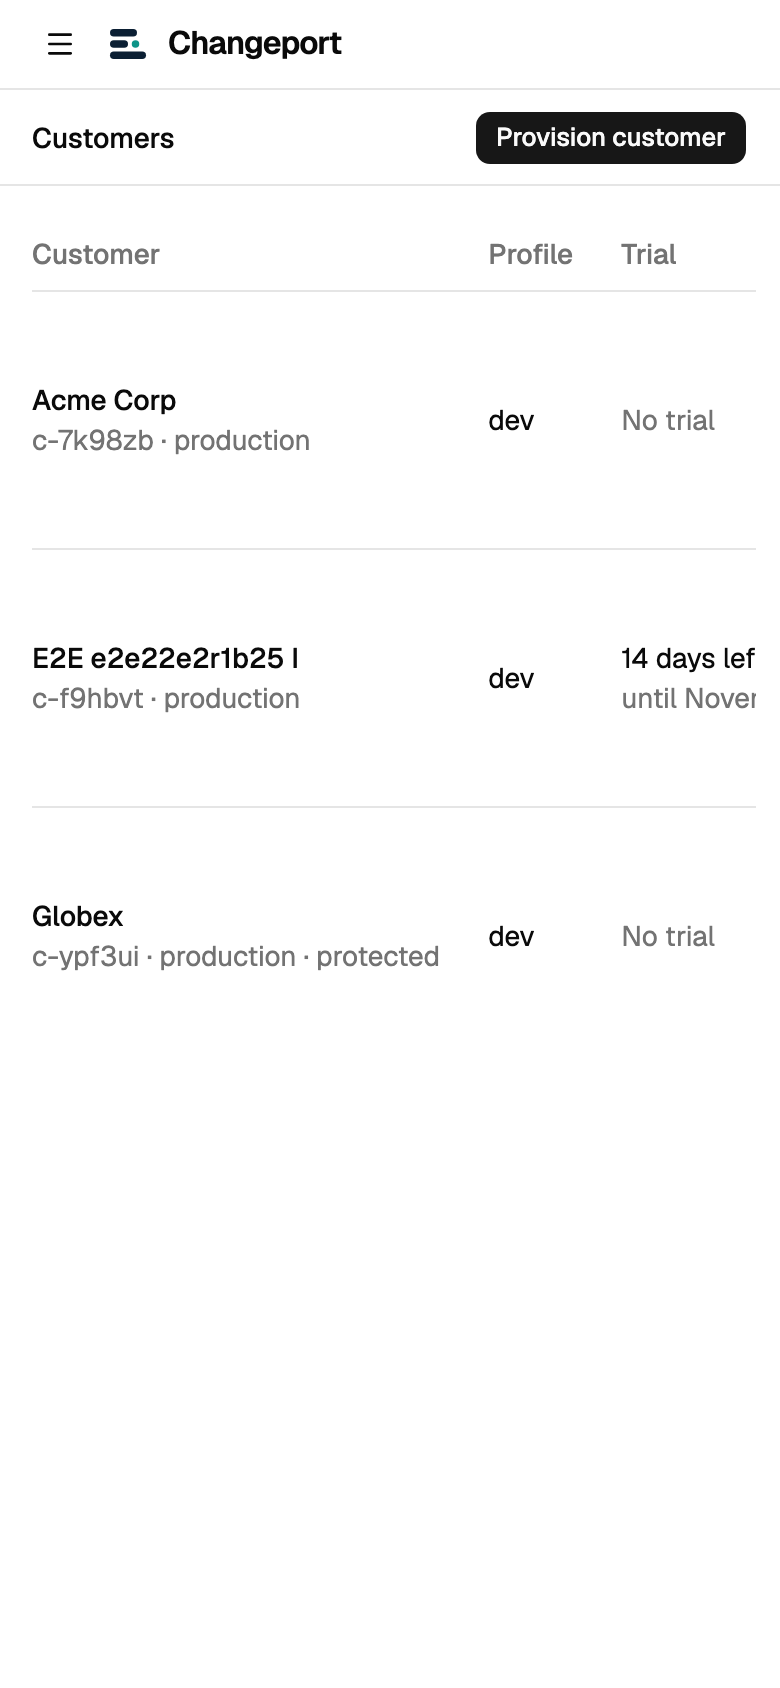 Changeport
Customers
Provision customer
Customer Profile Trial
Acme Corp
c-7k98zb · production
dev
No trial
E2E e2e22e2r1b25 I
c-f9hbvt · production
dev
14 days lef
until Nover
Globex
c-ypf3ui · production · protected
dev
No trial